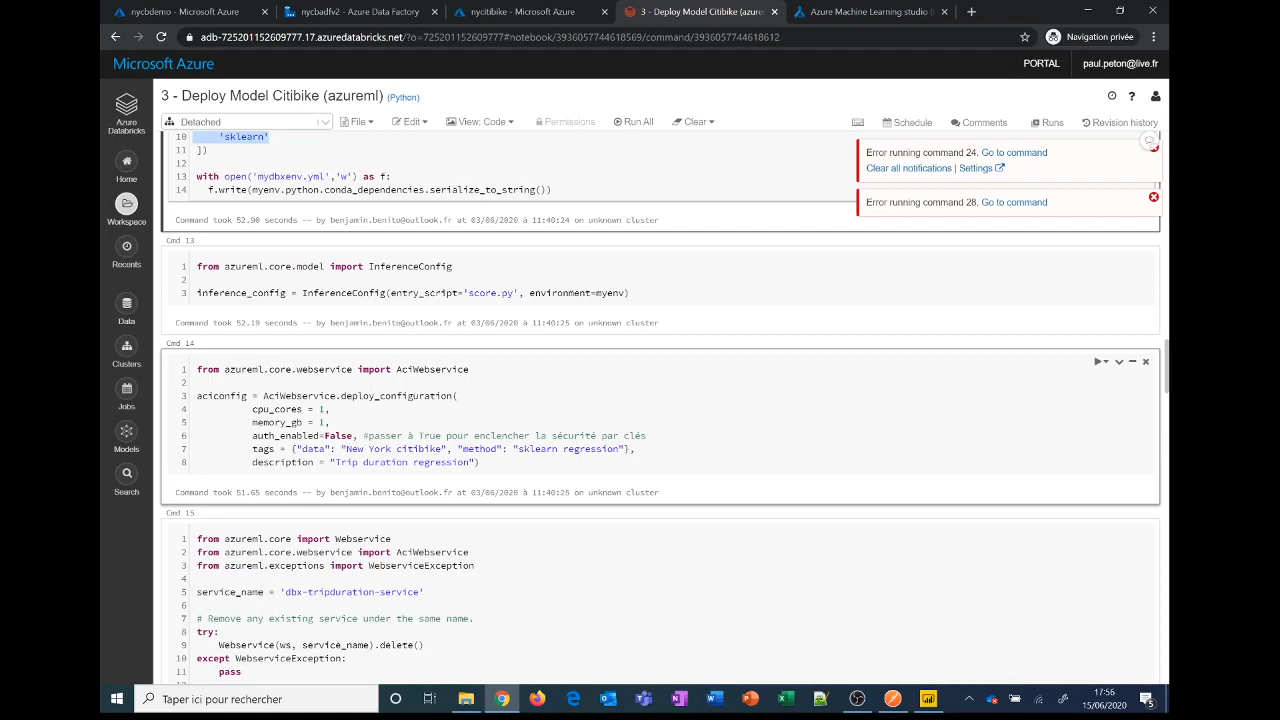 nycbdemo - Microsoft Azure
nycbadfv2 - Azure Data Factory
nycitibike - Microsoft Azure
3 - Deploy Model Citibike (azurem
Azure Machine Learning studio (
adb-725201152609777.17.azuredatabricks.net/?o=725201152609777#notebook/3936057744618569/command/3936057744618612
Navigation privée
Microsoft Azure
PORTAL
paul.peton@live.fr
3 - Deploy Model Citibike (azureml) (Python)
Detached
File
Edit
View: Code
Permissions
Run All
Clear
Schedule
Comments
Runs
Revision history
Azure Databricks
Home
Workspace
Recents
Data
Clusters
Jobs
Models
Search
Error running command 24. Go to command
Clear all notifications | Settings
Error running command 28. Go to command
10 'sklearn'
11 ])
12
13 with open('mydbxenv.yml','w') as f:
14 f.write(myenv.python.conda_dependencies.serialize_to_string())
Command took 52.90 seconds -- by benjamin.benito@outlook.fr at 03/06/2020 à 11:40:24 on unknown cluster
Cmd 13
1 from azureml.core.model import InferenceConfig
2
3 inference_config = InferenceConfig(entry_script='score.py', environment=myenv)
Command took 52.19 seconds -- by benjamin.benito@outlook.fr at 03/06/2020 à 11:40:25 on unknown cluster
Cmd 14
1 from azureml.core.webservice import AciWebservice
2
3 aciconfig = AciWebservice.deploy_configuration(
4 cpu_cores = 1,
5 memory_gb = 1,
6 auth_enabled=False, #passer à True pour enclencher la sécurité par clés
7 tags = {"data": "New York citibike", "method": "sklearn regression"},
8 description = "Trip duration regression")
Command took 51.65 seconds -- by benjamin.benito@outlook.fr at 03/06/2020 à 11:40:25 on unknown cluster
Cmd 15
1 from azureml.core import Webservice
2 from azureml.core.webservice import AciWebservice
3 from azureml.exceptions import WebserviceException
4
5 service_name = 'dbx-tripduration-service'
6
7 # Remove any existing service under the same name.
8 try:
9 Webservice(ws, service_name).delete()
10 except WebserviceException:
11 pass
Taper ici pour rechercher
17:56
15/06/2020
5